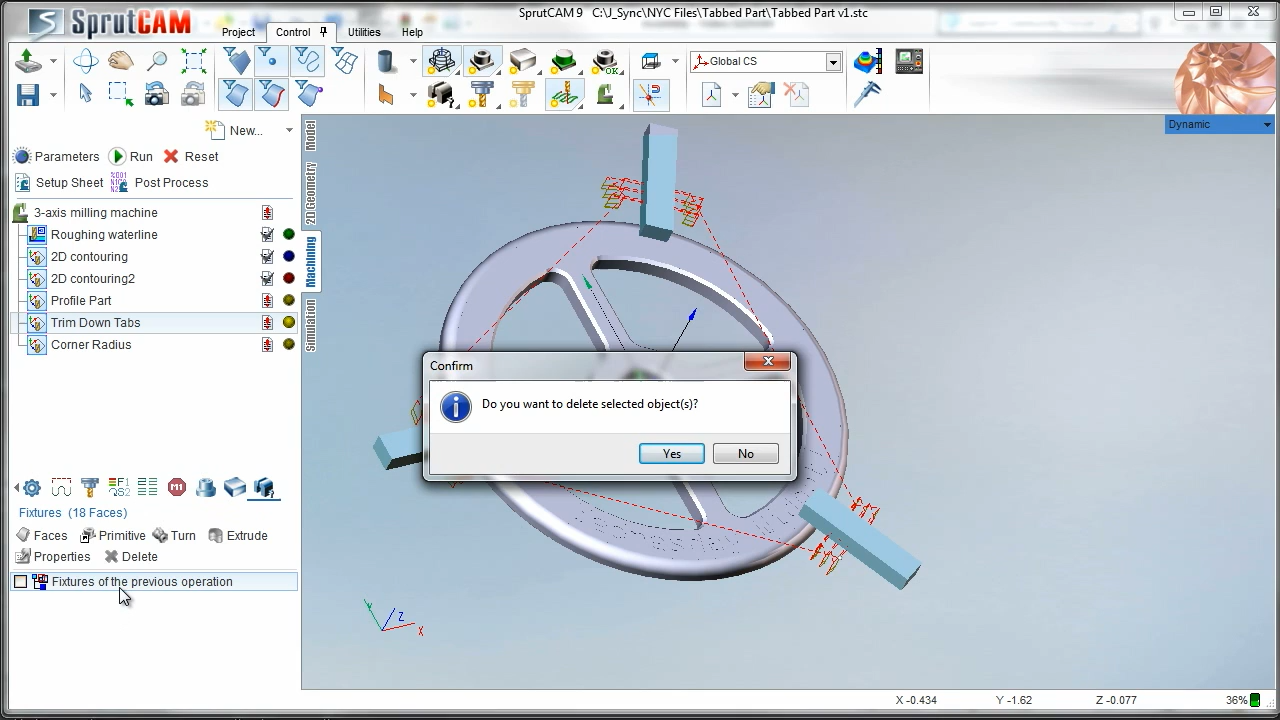 SprutCAM
SprutCAM 9   C:\J_Sync\NYC Files\Tabbed Part\Tabbed Part v1.stc
Project
Control
Utilities
Help
OK
Global CS
New...
Dynamic
Parameters
Run
Reset
Setup Sheet
Post Process
Model
2D Geometry
Machining
Simulation
3-axis milling machine
Roughing waterline
2D contouring
2D contouring2
Profile Part
Trim Down Tabs
Corner Radius
Confirm
Do you want to delete selected object(s)?
Yes
No
M1
Fixtures  (18 Faces)
Faces
Primitive
Turn
Extrude
Properties
Delete
Fixtures of the previous operation
Y
Z
X
X -0.434
Y -1.62
Z -0.077
36%